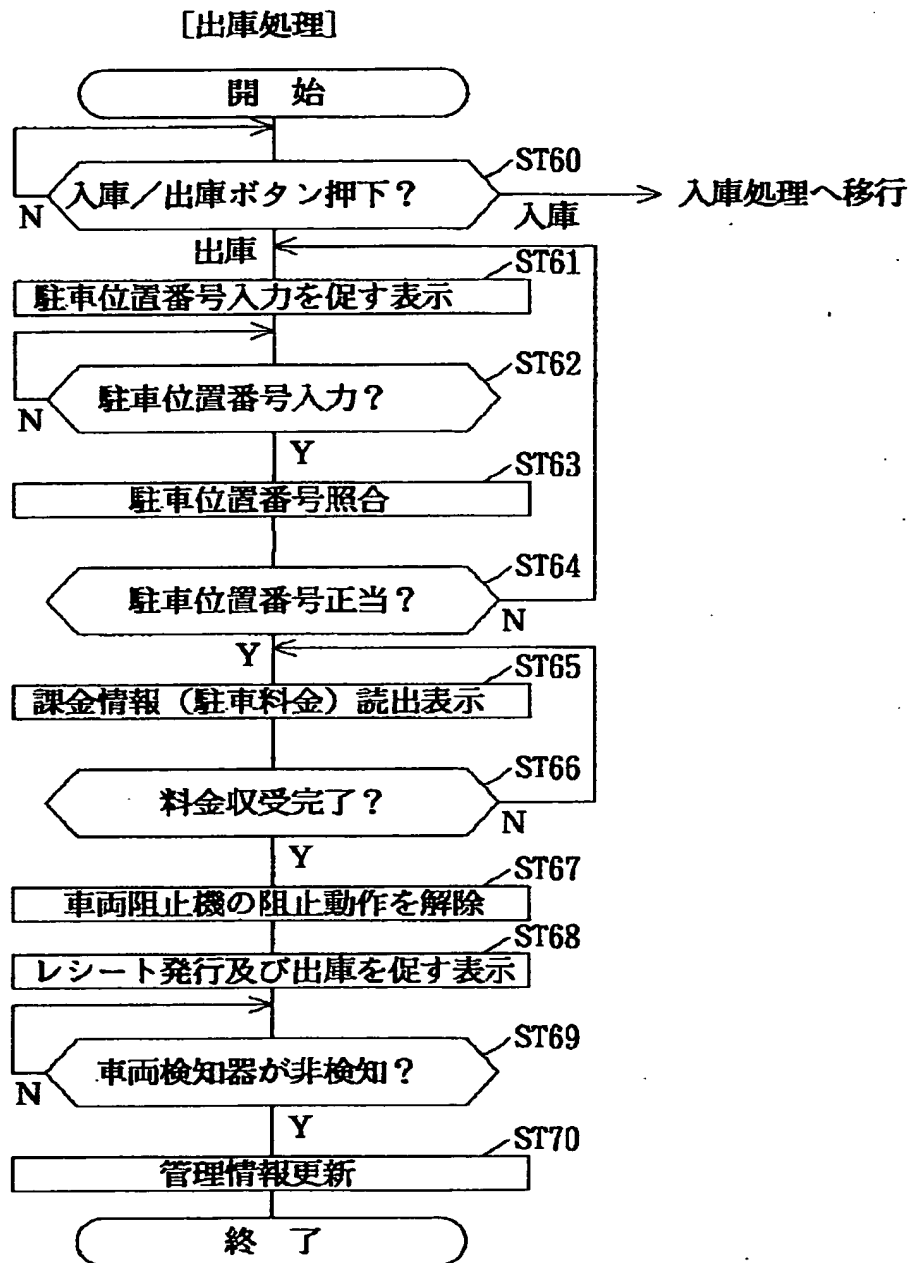 [出庫処理]
開 始
ST60
入庫／出庫ボタン押下？
N
入庫
入庫処理へ移行
出庫
ST61
駐車位置番号入力を促す表示
ST62
駐車位置番号入力？
N
Y
ST63
駐車位置番号照合
ST64
駐車位置番号正当？
N
Y
ST65
課金情報（駐車料金）読出表示
ST66
料金収受完了？
N
Y
ST67
車両阻止機の阻止動作を解除
ST68
レシート発行及び出庫を促す表示
ST69
車両検知器が非検知？
N
Y
ST70
管理情報更新
終 了